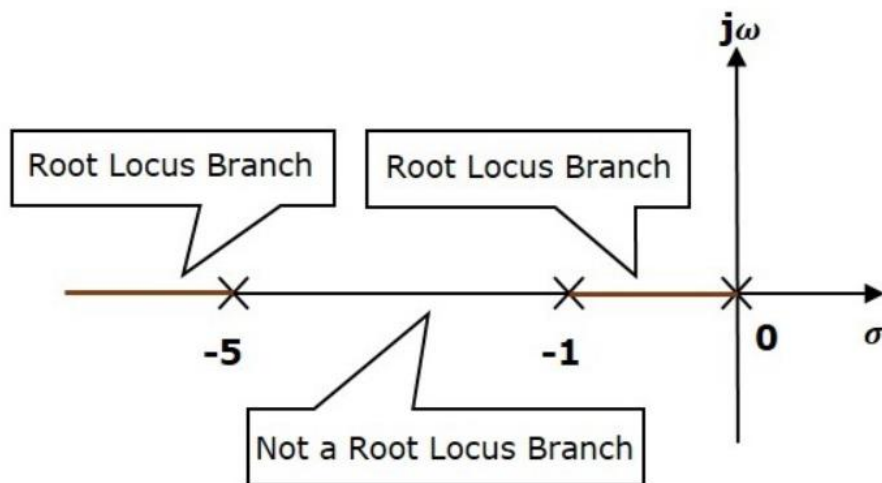 jω
Root Locus Branch
Root Locus Branch
-5
-1
0
σ
Not a Root Locus Branch